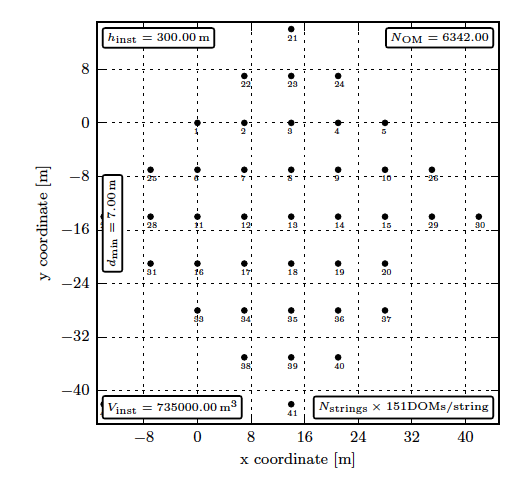 h_inst = 300.00 m
N_OM = 6342.00
21
8
22 23 24
0
1 2 3 4 5
−8
25 6 7 8 9 10 26
d_min = 7.00 m
y coordinate [m]
−16
28 11 12 13 14 15 29 30
31 16 17 18 19 20
−24
33 34 35 36 37
−32
38 39 40
−40
V_inst = 735000.00 m³
41
N_strings × 151DOMs/string
−8 0 8 16 24 32 40
x coordinate [m]